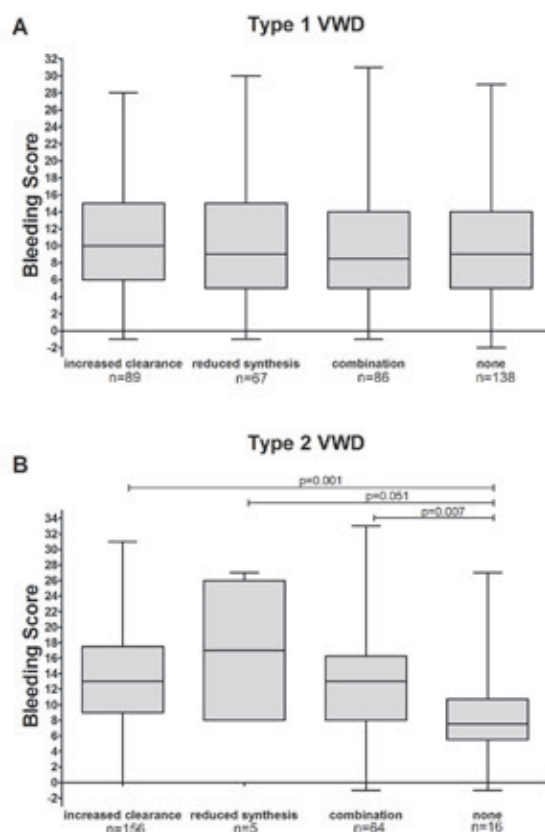 A
Type 1 VWD
Bleeding Score
32
30
28
26
24
22
20
18
16
14
12
10
8
6
4
2
0
-2
increased clearance reduced synthesis combination none
n=89 n=67 n=86 n=138
B
Type 2 VWD
p=0.001
p=0.051
p=0.007
Bleeding Score
34
32
30
28
26
24
22
20
18
16
14
12
10
8
6
4
2
0
-2
increased clearance reduced synthesis combination none
n=156 n=5 n=64 n=16